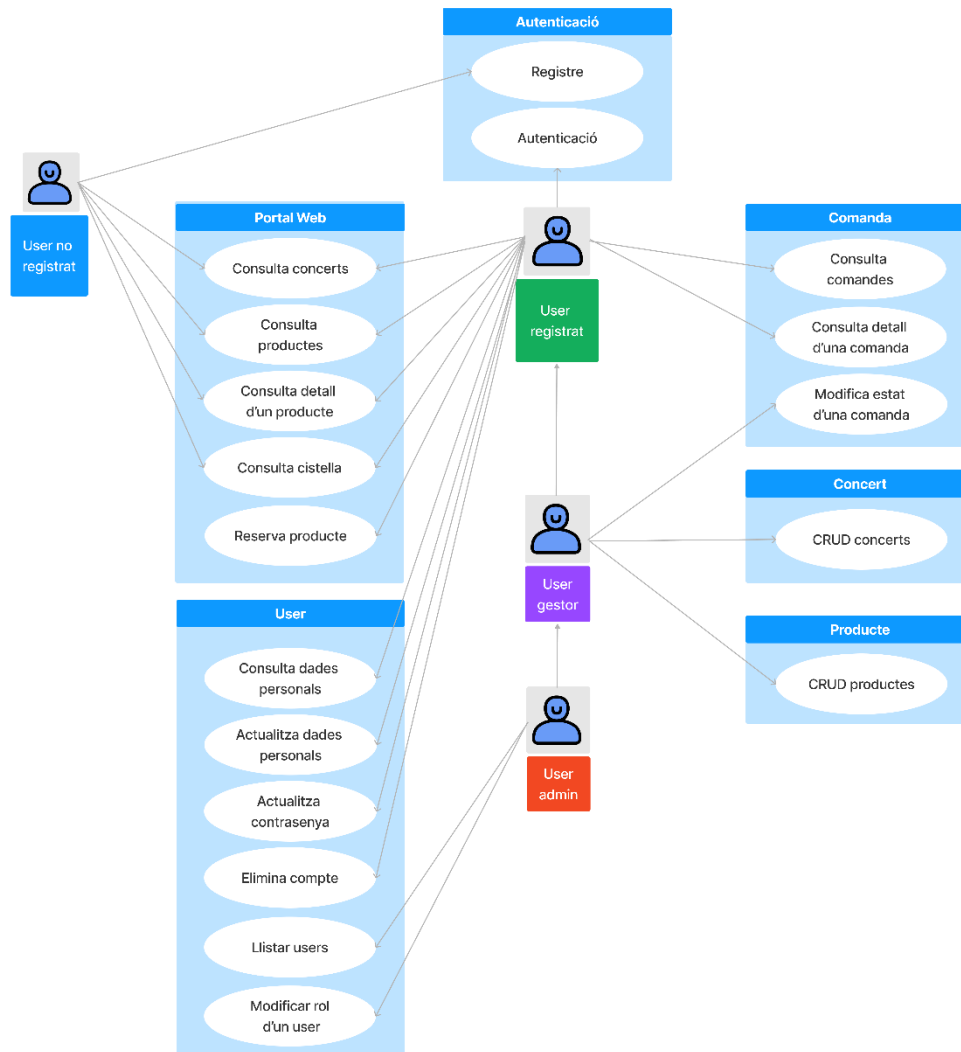 Autenticació
Registre
Autenticació
User no
registrat
Portal Web
Consulta concerts
Consulta
productes
Consulta detall
d'un producte
Consulta cistella
Reserva producte
User
registrat
Comanda
Consulta
comandes
Consulta detall
d'una comanda
Modifica estat
d'una comanda
Concert
CRUD concerts
User
gestor
Producte
CRUD productes
User
Consulta dades
personals
Actualitza dades
personals
Actualitza
contrasenya
Elimina compte
Llistar users
Modificar rol
d'un user
User
admin